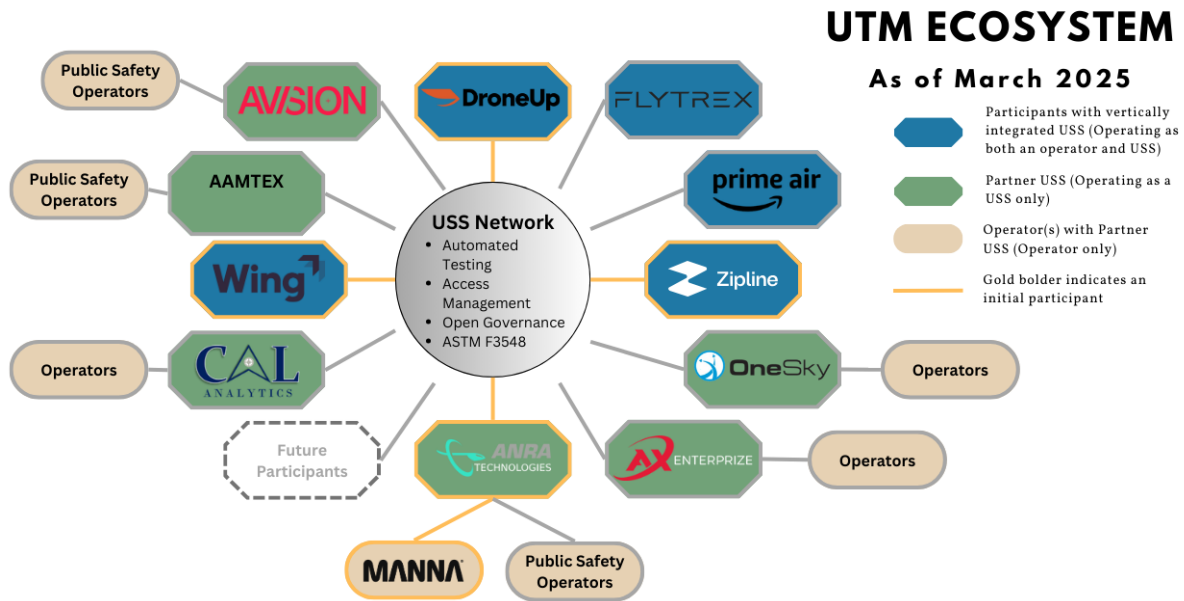 UTM ECOSYSTEM
As of March 2025
Participants with vertically
integrated USS (Operating as
both an operator and USS)
Partner USS (Operating as a
USS only)
Operator(s) with Partner
USS (Operator only)
Gold bolder indicates an
initial participant
Public Safety
Operators
AVISION
DroneUp
FLYTREX
Public Safety
Operators
AAMTEX
prime air
USS Network
• Automated
Testing
• Access
Management
• Open Governance
• ASTM F3548
Wing
Zipline
Operators
CAL
ANALYTICS
OneSky
Operators
Future
Participants
ANRA
TECHNOLOGIES
AX
ENTERPRIZE
Operators
MANNA
Public Safety
Operators